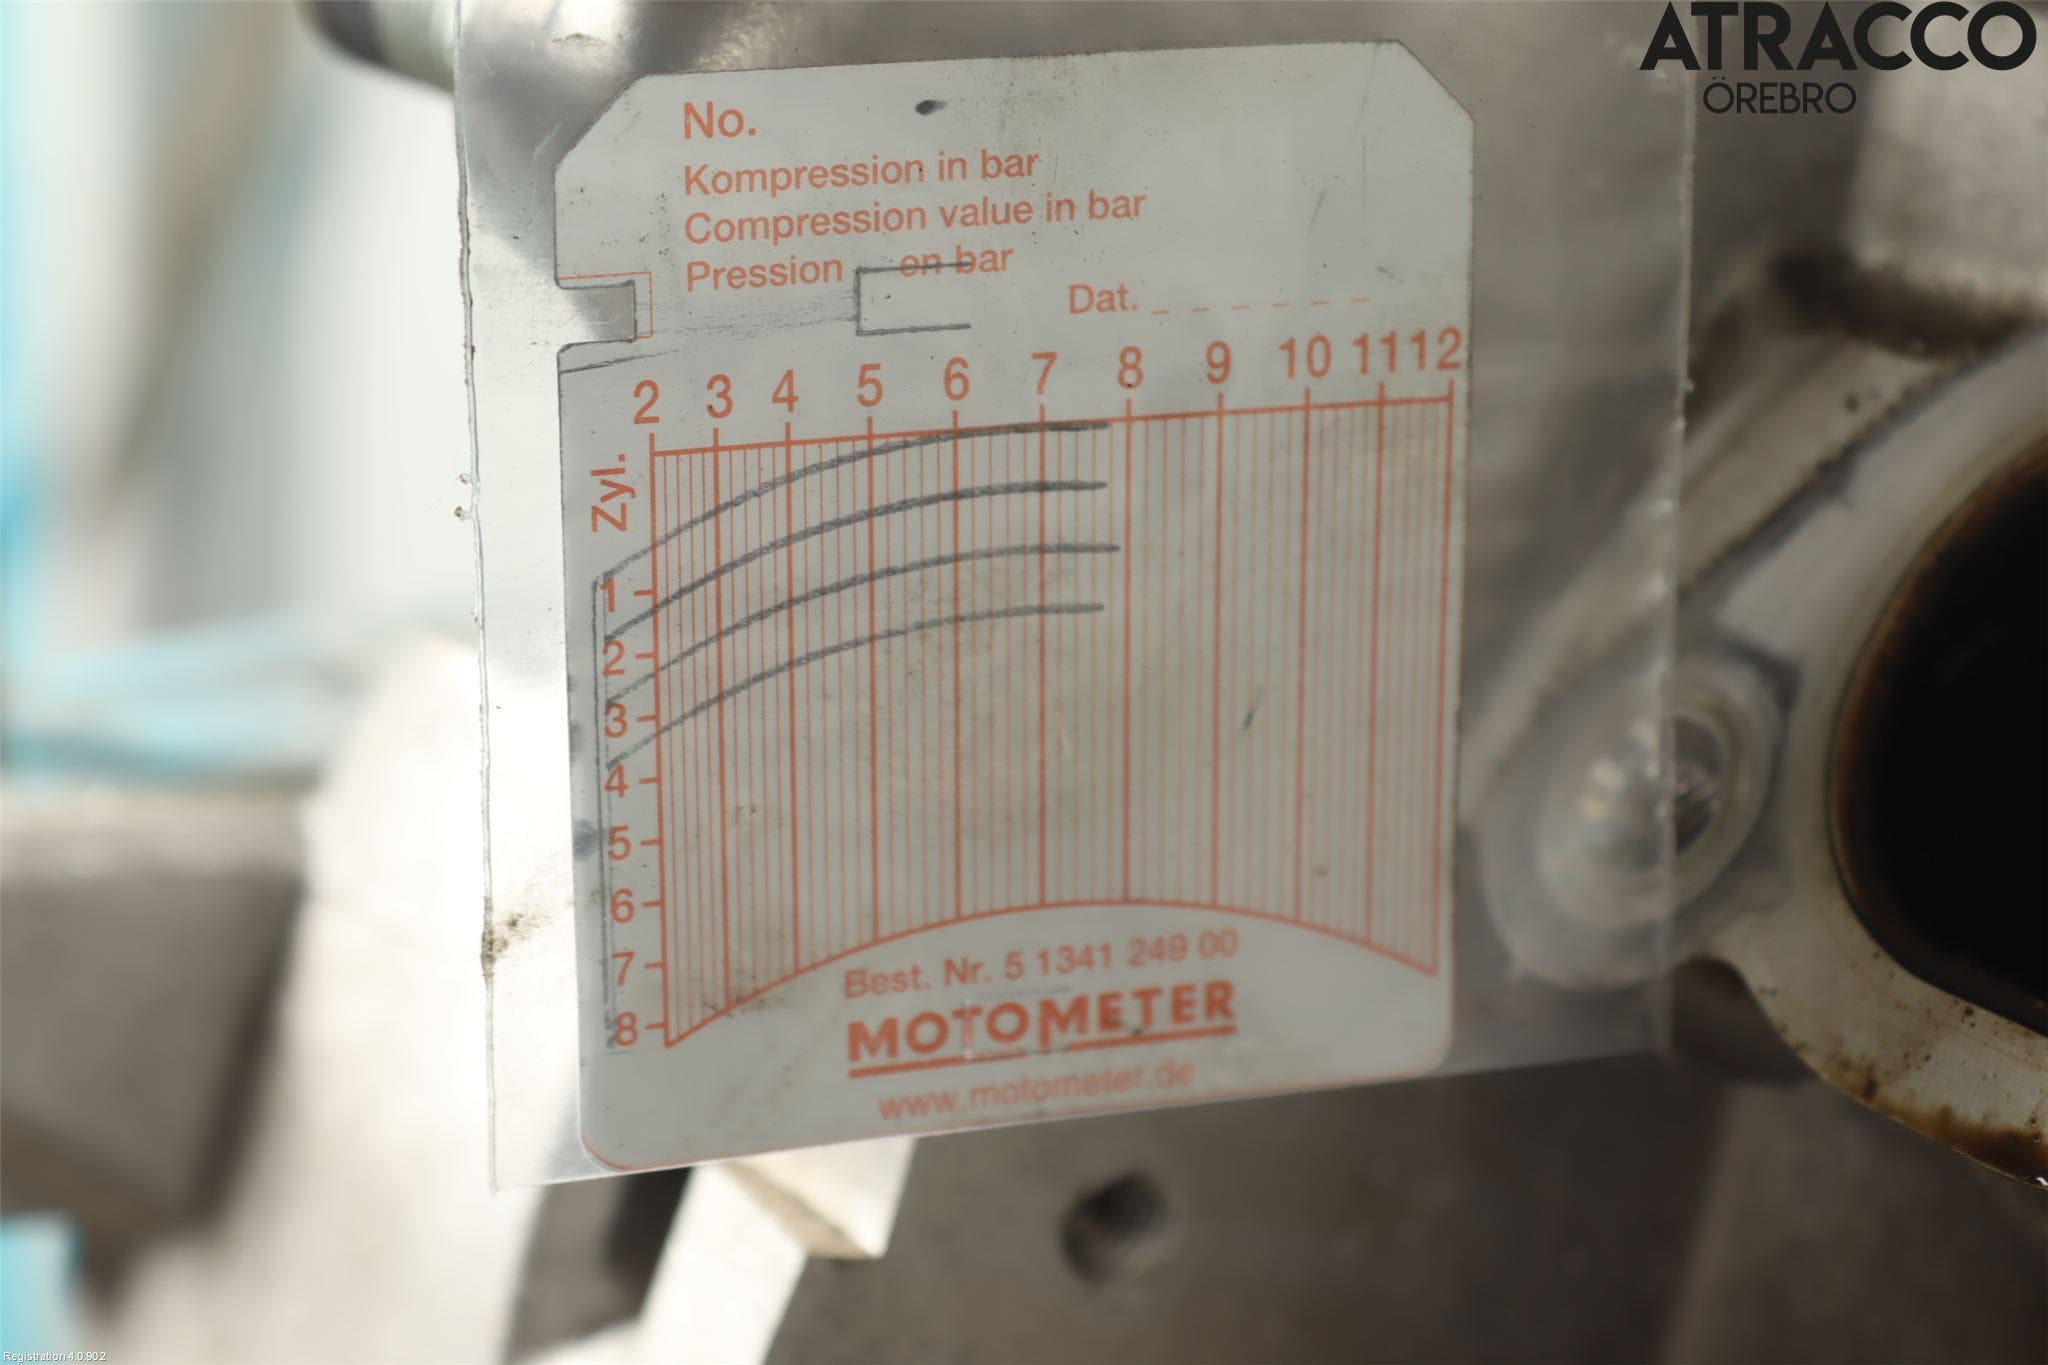 ATRACCO
ÖREBRO
No.
Kompression in bar
Compression value in bar
Pression en bar
Dat. _ _ _ _ _ _
2 3 4 5 6 7 8 9 10 11 12
Zyl.
1
2
3
4
5
6
7
8
Best. Nr. 5 1341 249 00
MOTOMETER
www.motometer.de
Registration 4.0.90.2